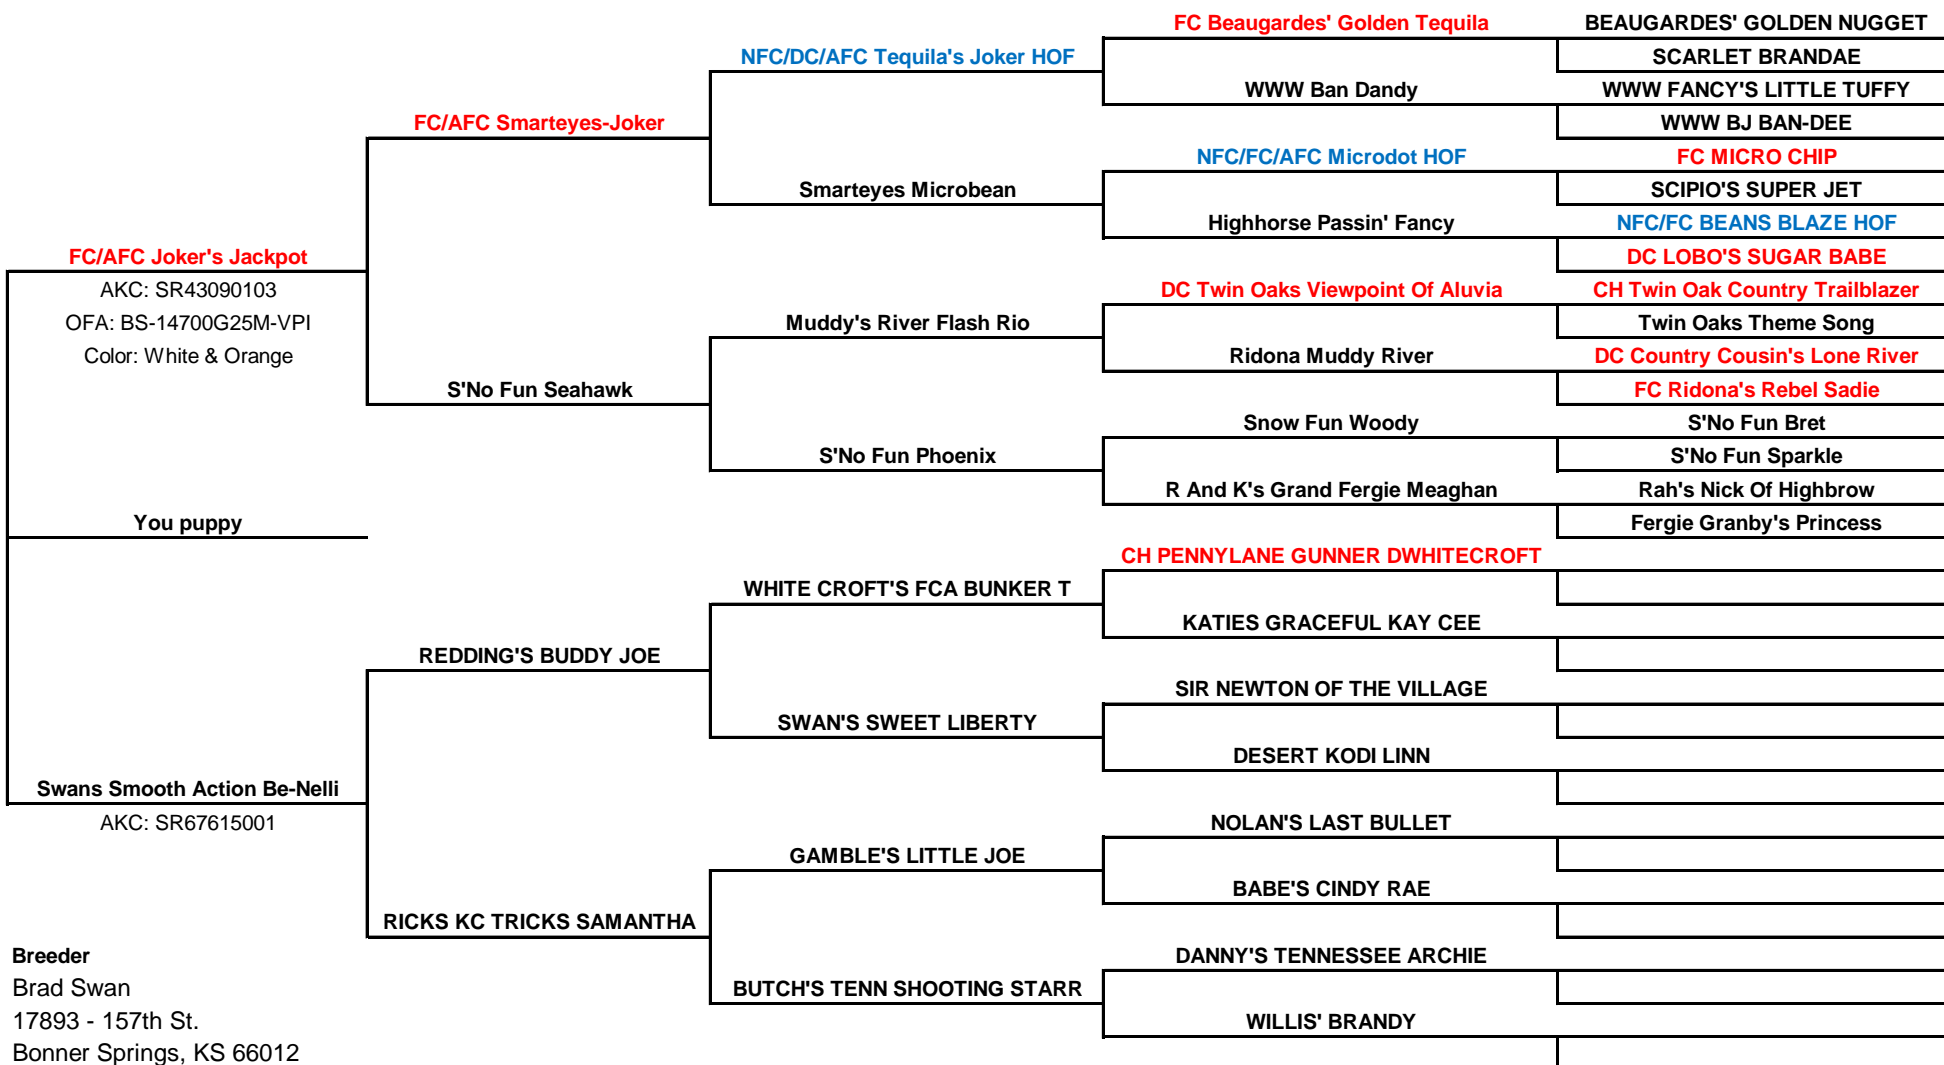 FC Beaugardes' Golden Tequila BEAUGARDES' GOLDEN NUGGET
NFC/DC/AFC Tequila's Joker HOF SCARLET BRANDAE
WWW Ban Dandy WWW FANCY'S LITTLE TUFFY
FC/AFC Smarteyes-Joker WWW BJ BAN-DEE
NFC/FC/AFC Microdot HOF FC MICRO CHIP
Smarteyes Microbean SCIPIO'S SUPER JET
Highhorse Passin' Fancy NFC/FC BEANS BLAZE HOF
FC/AFC Joker's Jackpot DC LOBO'S SUGAR BABE
AKC: SR43090103 DC Twin Oaks Viewpoint Of Aluvia CH Twin Oak Country Trailblazer
OFA: BS-14700G25M-VPI Muddy's River Flash Rio Twin Oaks Theme Song
Color: White & Orange Ridona Muddy River DC Country Cousin's Lone River
S'No Fun Seahawk FC Ridona's Rebel Sadie
Snow Fun Woody S'No Fun Bret
S'No Fun Phoenix S'No Fun Sparkle
R And K's Grand Fergie Meaghan Rah's Nick Of Highbrow
You puppy Fergie Granby's Princess
CH PENNYLANE GUNNER DWHITECROFT
WHITE CROFT'S FCA BUNKER T
KATIES GRACEFUL KAY CEE
REDDING'S BUDDY JOE
SIR NEWTON OF THE VILLAGE
SWAN'S SWEET LIBERTY
DESERT KODI LINN
Swans Smooth Action Be-Nelli
AKC: SR67615001 NOLAN'S LAST BULLET
GAMBLE'S LITTLE JOE
BABE'S CINDY RAE
RICKS KC TRICKS SAMANTHA
Breeder DANNY'S TENNESSEE ARCHIE
Brad Swan BUTCH'S TENN SHOOTING STARR
17893 - 157th St. WILLIS' BRANDY
Bonner Springs, KS 66012